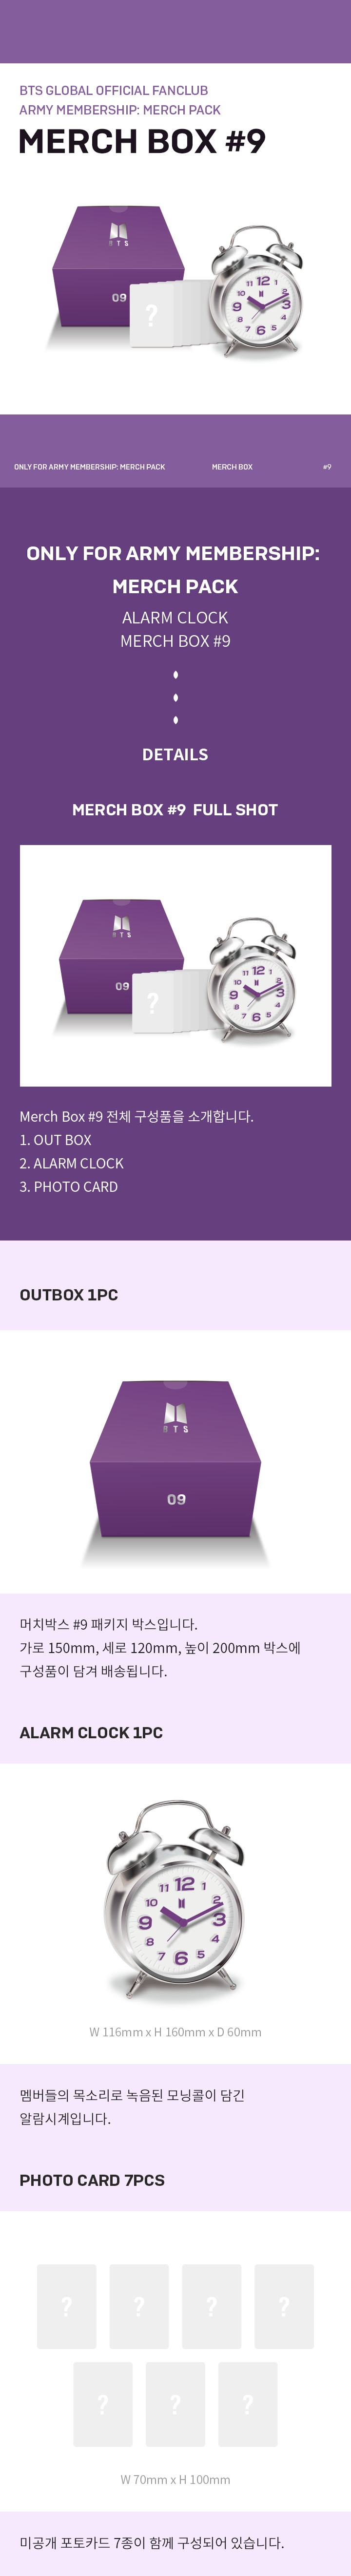 BTS GLOBAL OFFICIAL FANCLUB
ARMY MEMBERSHIP: MERCH PACK
MERCH BOX #9
BTS
09
?
12
1
2
3
4
5
6
7
8
9
10
11
ONLY FOR ARMY MEMBERSHIP: MERCH PACK MERCH BOX #9
ONLY FOR ARMY MEMBERSHIP:
MERCH PACK
ALARM CLOCK
MERCH BOX #9
DETAILS
MERCH BOX #9 FULL SHOT
BTS
09
?
12
1
2
3
4
5
6
7
8
9
10
11
Merch Box #9 전체 구성품을 소개합니다.
1. OUT BOX
2. ALARM CLOCK
3. PHOTO CARD
OUTBOX 1PC
BTS
09
머치박스 #9 패키지 박스입니다.
가로 150mm, 세로 120mm, 높이 200mm 박스에
구성품이 담겨 배송됩니다.
ALARM CLOCK 1PC
12
1
2
3
4
5
6
7
8
9
10
11
W 116mm x H 160mm x D 60mm
멤버들의 목소리로 녹음된 모닝콜이 담긴
알람시계입니다.
PHOTO CARD 7PCS
? ? ? ?
? ? ?
W 70mm x H 100mm
미공개 포토카드 7종이 함께 구성되어 있습니다.